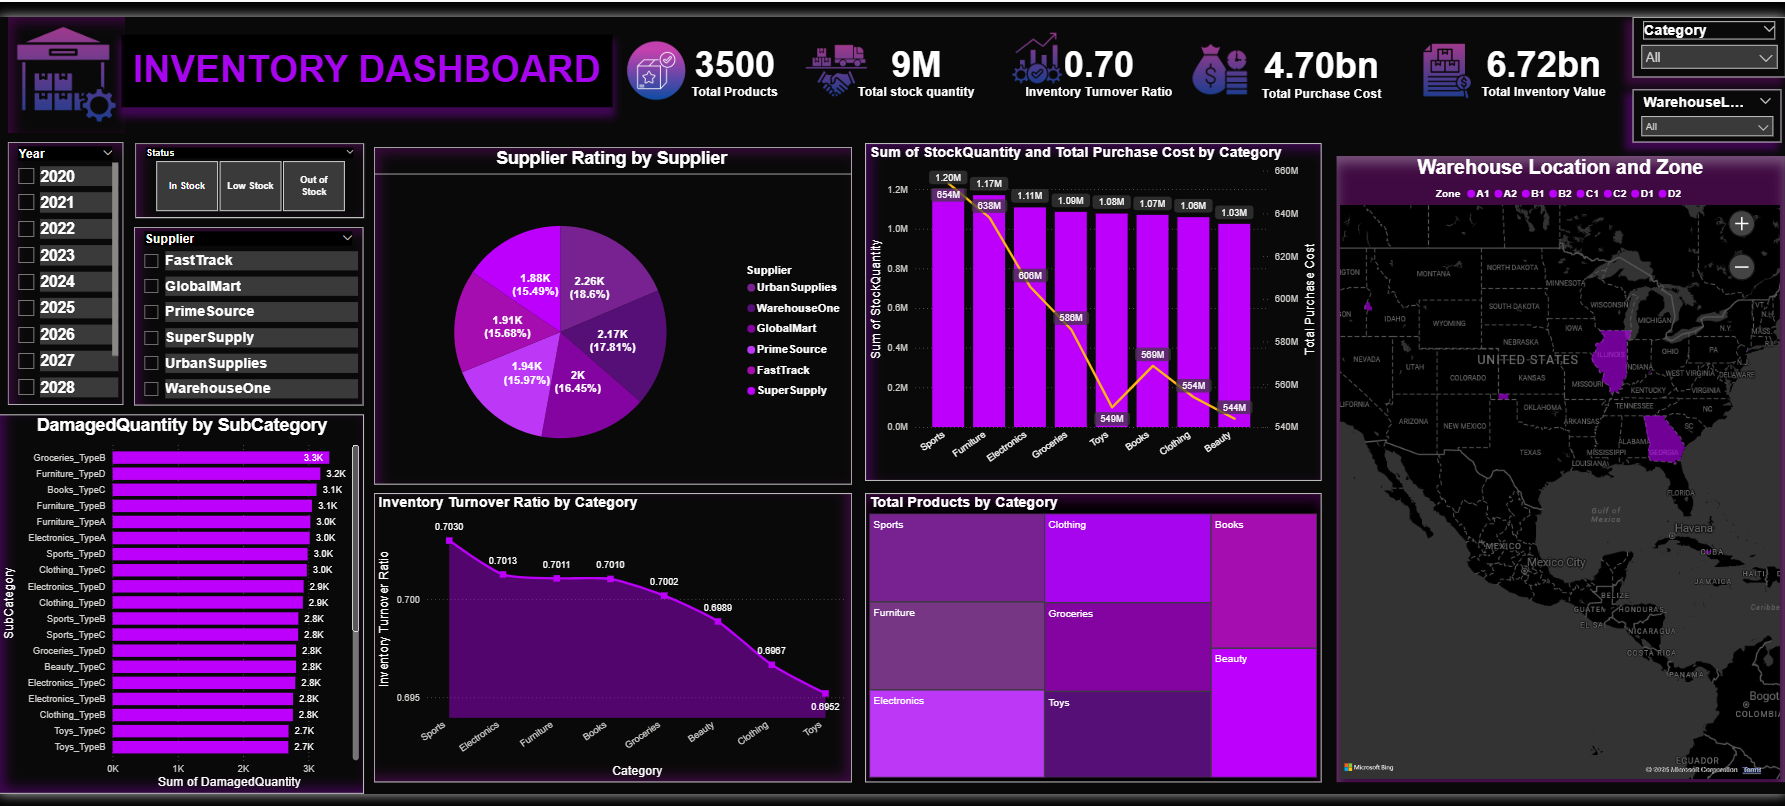 INVENTORY DASHBOARD
3500
Total Products
9M
Total stock quantity
0.70
Inventory Turnover Ratio
4.70bn
Total Purchase Cost
6.72bn
Total Inventory Value
Category
All
WarehouseL...
All
Year
2020
2021
2022
2023
2024
2025
2026
2027
2028
Status
In Stock
Low Stock
Out of
Stock
Supplier
FastTrack
GlobalMart
PrimeSource
SuperSupply
UrbanSupplies
WarehouseOne
Supplier Rating by Supplier
1.88K
(15.49%)
2.26K
(18.6%)
1.91K
(15.68%)
2.17K
(17.81%)
1.94K
(15.97%)
2K
(16.45%)
Supplier
UrbanSupplies
WarehouseOne
GlobalMart
PrimeSource
FastTrack
SuperSupply
Sum of StockQuantity and Total Purchase Cost by Category
Sum of StockQuantity
1.2M
1.0M
0.8M
0.6M
0.4M
0.2M
0.0M
1.20M
1.17M
1.11M
1.09M
1.08M
1.07M
1.06M
1.03M
654M
638M
606M
586M
549M
569M
554M
544M
660M
640M
620M
600M
580M
560M
540M
Total Purchase Cost
Sports
Furniture
Electronics
Groceries
Toys
Books
Clothing
Beauty
Warehouse Location and Zone
Zone A1 A2 B1 B2 C1 C2 D1 D2
MONTANA
NORTH DAKOTA
MINNESOTA
SOUTH DAKOTA
WISCONSIN
MICHIGAN
IDAHO
WYOMING
IOWA
N.Y.
NEBRASKA
ILLINOIS
OHIO
PA
NEVADA
UTAH
UNITED STATES
COLORADO
KANSAS
MISSOURI
WEST VIRGINIA
DELAWARE
KENTUCKY
VIRGINIA
TENNESSEE
NC
ARIZONA
NEW MEXICO
OKLAHOMA
ARKANSAS
SC
ALABAMA
GEORGIA
TEXAS
MISSISSIPPI
LOUISIANA
FLORIDA
Gulf of
Mexico
Havana
MEXICO
Mexico City
CUBA
HAITI
JAMAICA
BELIZE
HONDURAS
NICARAGUA
COSTA RICA
PANAMA
Bogot
COLOMBI
ECUADOR
Microsoft Bing
© 2025 Microsoft Corporation Terms
DamagedQuantity by SubCategory
SubCategory
Groceries_TypeB 3.3K
Furniture_TypeD 3.2K
Books_TypeC 3.1K
Furniture_TypeB 3.1K
Furniture_TypeA 3.0K
Electronics_TypeA 3.0K
Sports_TypeD 3.0K
Clothing_TypeC 3.0K
Electronics_TypeD 2.9K
Clothing_TypeD 2.9K
Sports_TypeB 2.8K
Sports_TypeC 2.8K
Groceries_TypeD 2.8K
Beauty_TypeC 2.8K
Electronics_TypeC 2.8K
Electronics_TypeB 2.8K
Clothing_TypeB 2.8K
Toys_TypeC 2.7K
Toys_TypeB 2.7K
0K 1K 2K 3K
Sum of DamagedQuantity
Inventory Turnover Ratio by Category
Inventory Turnover Ratio
0.700
0.695
0.7030
0.7013
0.7011
0.7010
0.7002
0.6989
0.6967
0.6952
Sports
Electronics
Furniture
Books
Groceries
Beauty
Clothing
Toys
Category
Total Products by Category
Sports
Clothing
Books
Furniture
Groceries
Beauty
Electronics
Toys